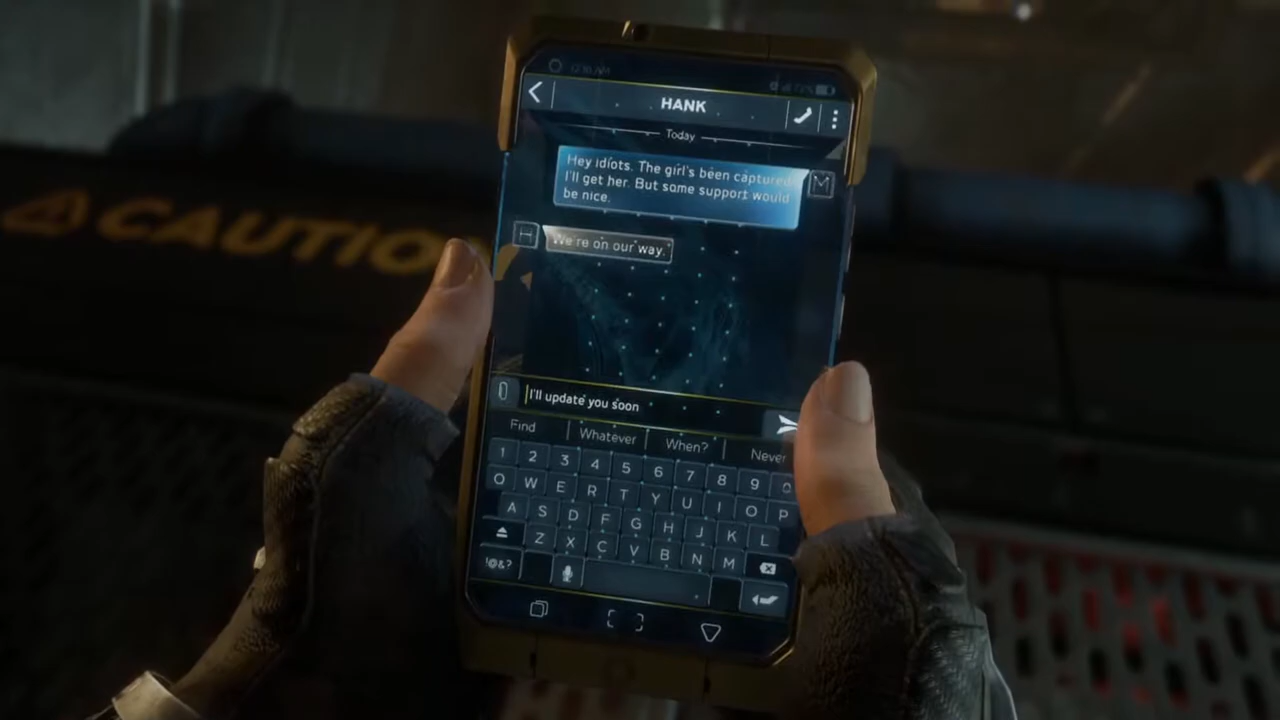 HANK
Today
Hey idiots. The girl's been captured
I'll get her. But some support would
be nice.
M
H
We're on our way.
CAUTION
I'll update you soon
Find Whatever When? Never
1 2 3 4 5 6 7 8 9 0
Q W E R T Y U I O P
A S D F G H J K L
Z X C V B N M
!@&?